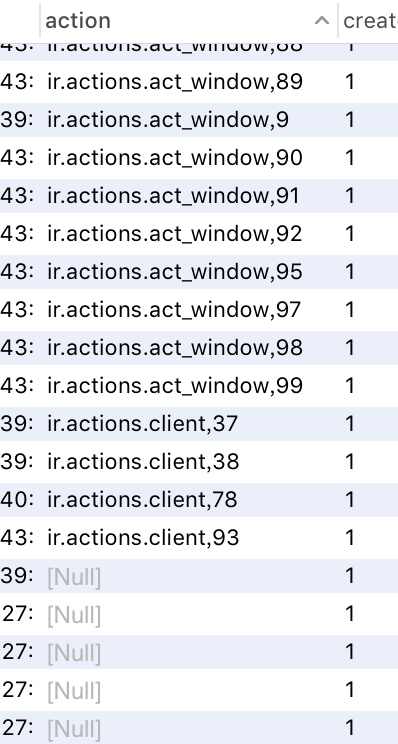 action creat
43: ir.actions.act_window,88 1
43: ir.actions.act_window,89 1
39: ir.actions.act_window,9 1
43: ir.actions.act_window,90 1
43: ir.actions.act_window,91 1
43: ir.actions.act_window,92 1
43: ir.actions.act_window,95 1
43: ir.actions.act_window,97 1
43: ir.actions.act_window,98 1
43: ir.actions.act_window,99 1
39: ir.actions.client,37 1
39: ir.actions.client,38 1
40: ir.actions.client,78 1
43: ir.actions.client,93 1
39: [Null] 1
27: [Null] 1
27: [Null] 1
27: [Null] 1
27: [Null] 1